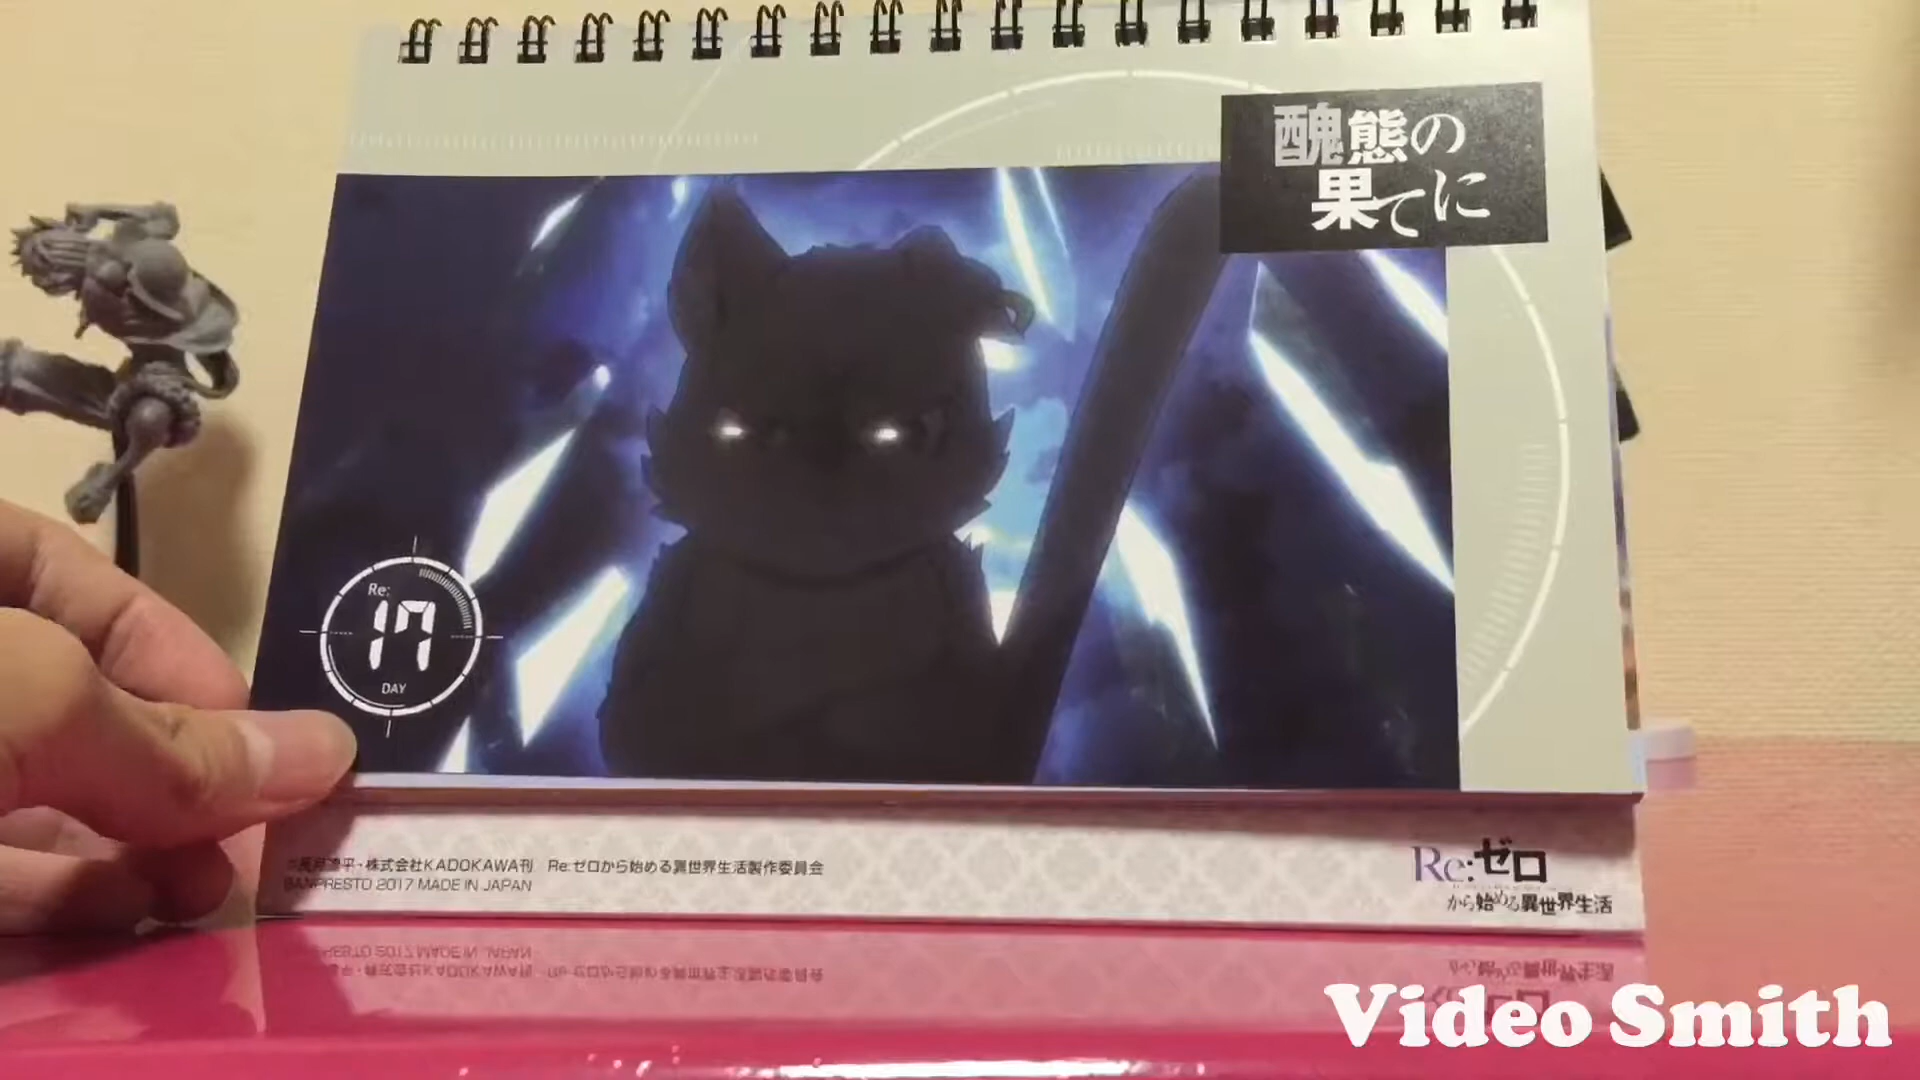 醜態の
果てに
Re:
17
DAY
平・株式会社KADOKAWA刊 Re:ゼロから始める異世界生活製作委員会
BANPRESTO 2017 MADE IN JAPAN
Re:ゼロ
から始める異世界生活
Video Smith